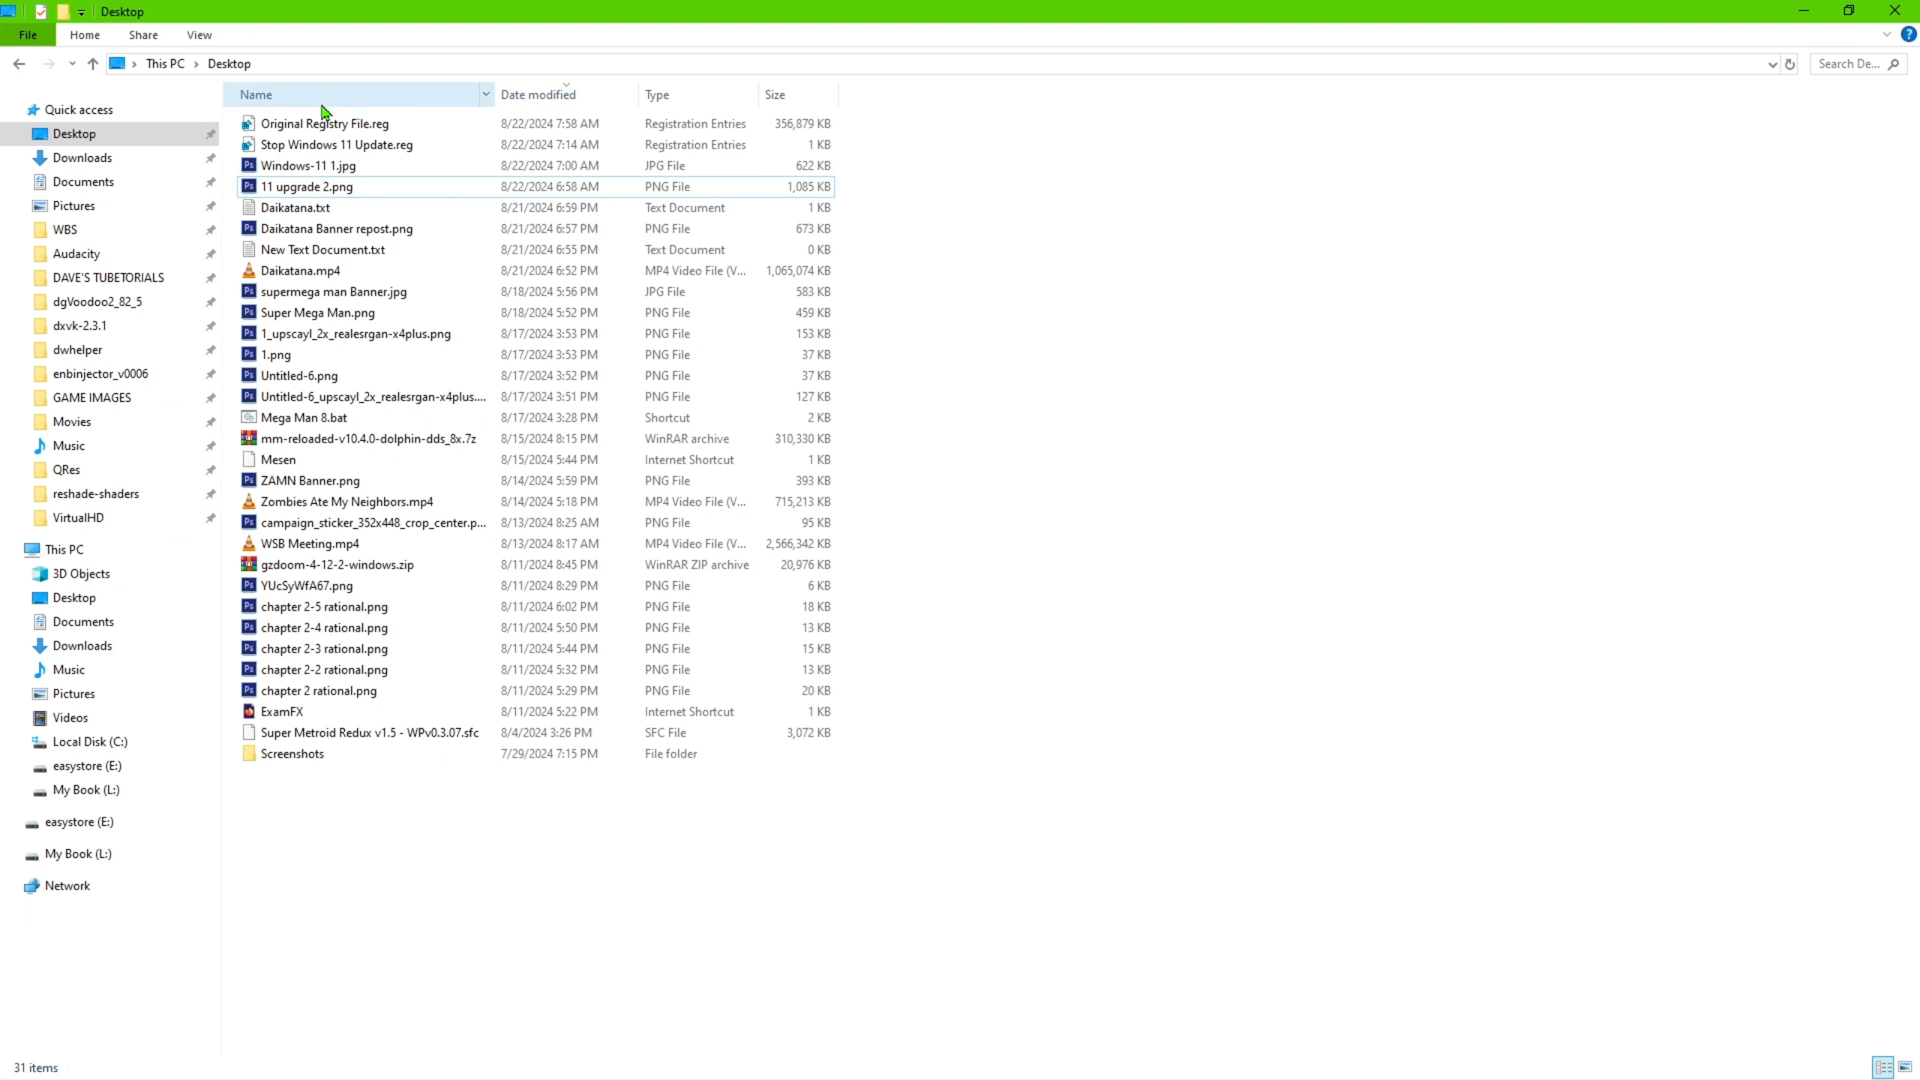 Desktop
File Home Share View
This PC › Desktop Search De...
Name Date modified Type Size
Quick access
Desktop
Downloads
Documents
Pictures
WBS
Audacity
DAVE'S TUBETORIALS
dgVoodoo2_82_5
dxvk-2.3.1
dwhelper
enbinjector_v0006
GAME IMAGES
Movies
Music
QRes
reshade-shaders
VirtualHD
This PC
3D Objects
Desktop
Documents
Downloads
Music
Pictures
Videos
Local Disk (C:)
easystore (E:)
My Book (L:)
easystore (E:)
My Book (L:)
Network
Original Registry File.reg 8/22/2024 7:58 AM Registration Entries 356,879 KB
Stop Windows 11 Update.reg 8/22/2024 7:14 AM Registration Entries 1 KB
Windows-11 1.jpg 8/22/2024 7:00 AM JPG File 622 KB
11 upgrade 2.png 8/22/2024 6:58 AM PNG File 1,085 KB
Daikatana.txt 8/21/2024 6:59 PM Text Document 1 KB
Daikatana Banner repost.png 8/21/2024 6:57 PM PNG File 673 KB
New Text Document.txt 8/21/2024 6:55 PM Text Document 0 KB
Daikatana.mp4 8/21/2024 6:52 PM MP4 Video File (V... 1,065,074 KB
supermega man Banner.jpg 8/18/2024 5:56 PM JPG File 583 KB
Super Mega Man.png 8/18/2024 5:52 PM PNG File 459 KB
1_upscayl_2x_realesrgan-x4plus.png 8/17/2024 3:53 PM PNG File 153 KB
1.png 8/17/2024 3:53 PM PNG File 37 KB
Untitled-6.png 8/17/2024 3:52 PM PNG File 37 KB
Untitled-6_upscayl_2x_realesrgan-x4plus.... 8/17/2024 3:51 PM PNG File 127 KB
Mega Man 8.bat 8/17/2024 3:28 PM Shortcut 2 KB
mm-reloaded-v10.4.0-dolphin-dds_8x.7z 8/15/2024 8:15 PM WinRAR archive 310,330 KB
Mesen 8/15/2024 5:44 PM Internet Shortcut 1 KB
ZAMN Banner.png 8/14/2024 5:59 PM PNG File 393 KB
Zombies Ate My Neighbors.mp4 8/14/2024 5:18 PM MP4 Video File (V... 715,213 KB
campaign_sticker_352x448_crop_center.p... 8/13/2024 8:25 AM PNG File 95 KB
WSB Meeting.mp4 8/13/2024 8:17 AM MP4 Video File (V... 2,566,342 KB
gzdoom-4-12-2-windows.zip 8/11/2024 8:45 PM WinRAR ZIP archive 20,976 KB
YUcSyWfA67.png 8/11/2024 8:29 PM PNG File 6 KB
chapter 2-5 rational.png 8/11/2024 6:02 PM PNG File 18 KB
chapter 2-4 rational.png 8/11/2024 5:50 PM PNG File 13 KB
chapter 2-3 rational.png 8/11/2024 5:44 PM PNG File 15 KB
chapter 2-2 rational.png 8/11/2024 5:32 PM PNG File 13 KB
chapter 2 rational.png 8/11/2024 5:29 PM PNG File 20 KB
ExamFX 8/11/2024 5:22 PM Internet Shortcut 1 KB
Super Metroid Redux v1.5 - WPv0.3.07.sfc 8/4/2024 3:26 PM SFC File 3,072 KB
Screenshots 7/29/2024 7:15 PM File folder
31 items